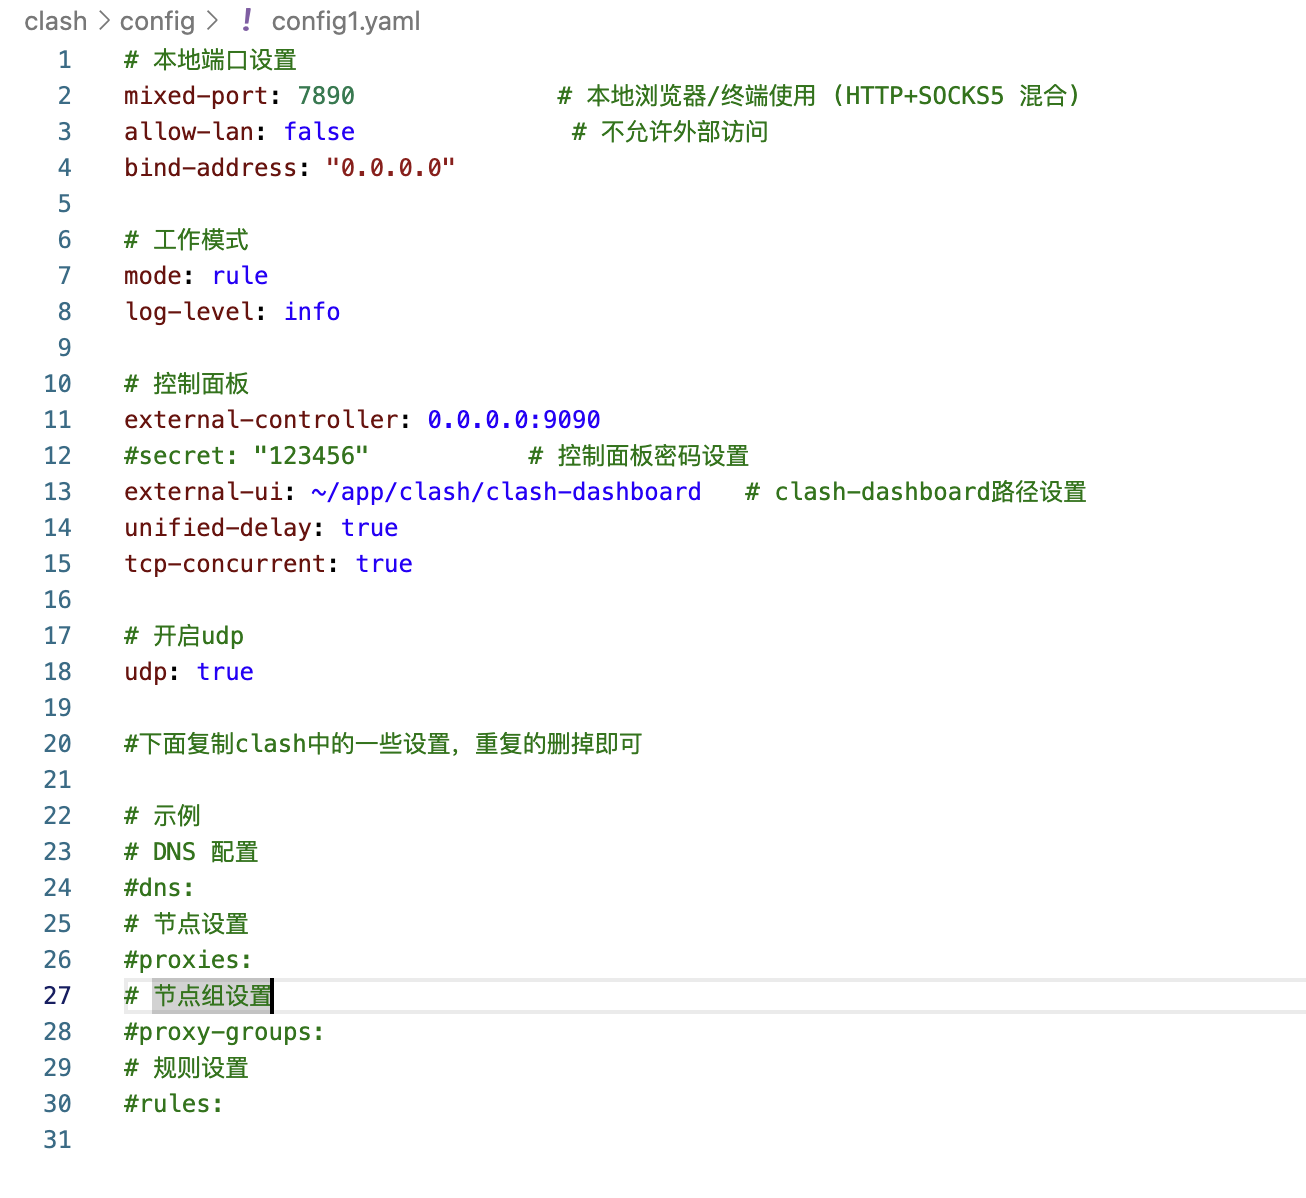 clash > config > ! config1.yaml
1 # 本地端口设置
2 mixed-port: 7890 # 本地浏览器/终端使用 (HTTP+SOCKS5 混合)
3 allow-lan: false # 不允许外部访问
4 bind-address: "0.0.0.0"
5
6 # 工作模式
7 mode: rule
8 log-level: info
9
10 # 控制面板
11 external-controller: 0.0.0.0:9090
12 #secret: "123456" # 控制面板密码设置
13 external-ui: ~/app/clash/clash-dashboard # clash-dashboard路径设置
14 unified-delay: true
15 tcp-concurrent: true
16
17 # 开启udp
18 udp: true
19
20 #下面复制clash中的一些设置，重复的删掉即可
21
22 # 示例
23 # DNS 配置
24 #dns:
25 # 节点设置
26 #proxies:
27 # 节点组设置
28 #proxy-groups:
29 # 规则设置
30 #rules:
31